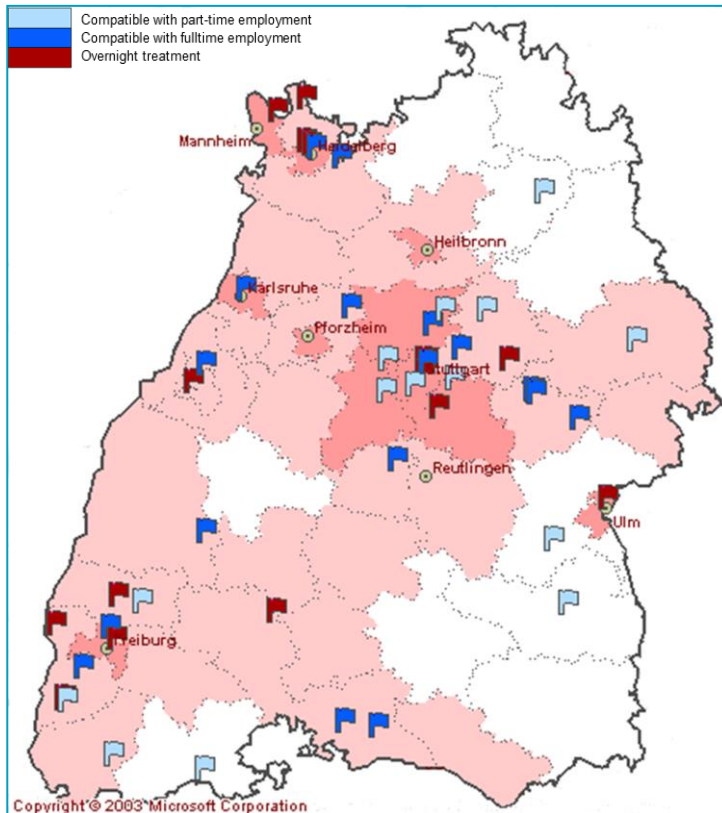 Compatible with part-time employment
Compatible with fulltime employment
Overnight treatment
Mannheim
Heidelberg
Heilbronn
Karlsruhe
Pforzheim
Stuttgart
Reutlingen
Ulm
Freiburg
Copyright © 2003 Microsoft Corporation